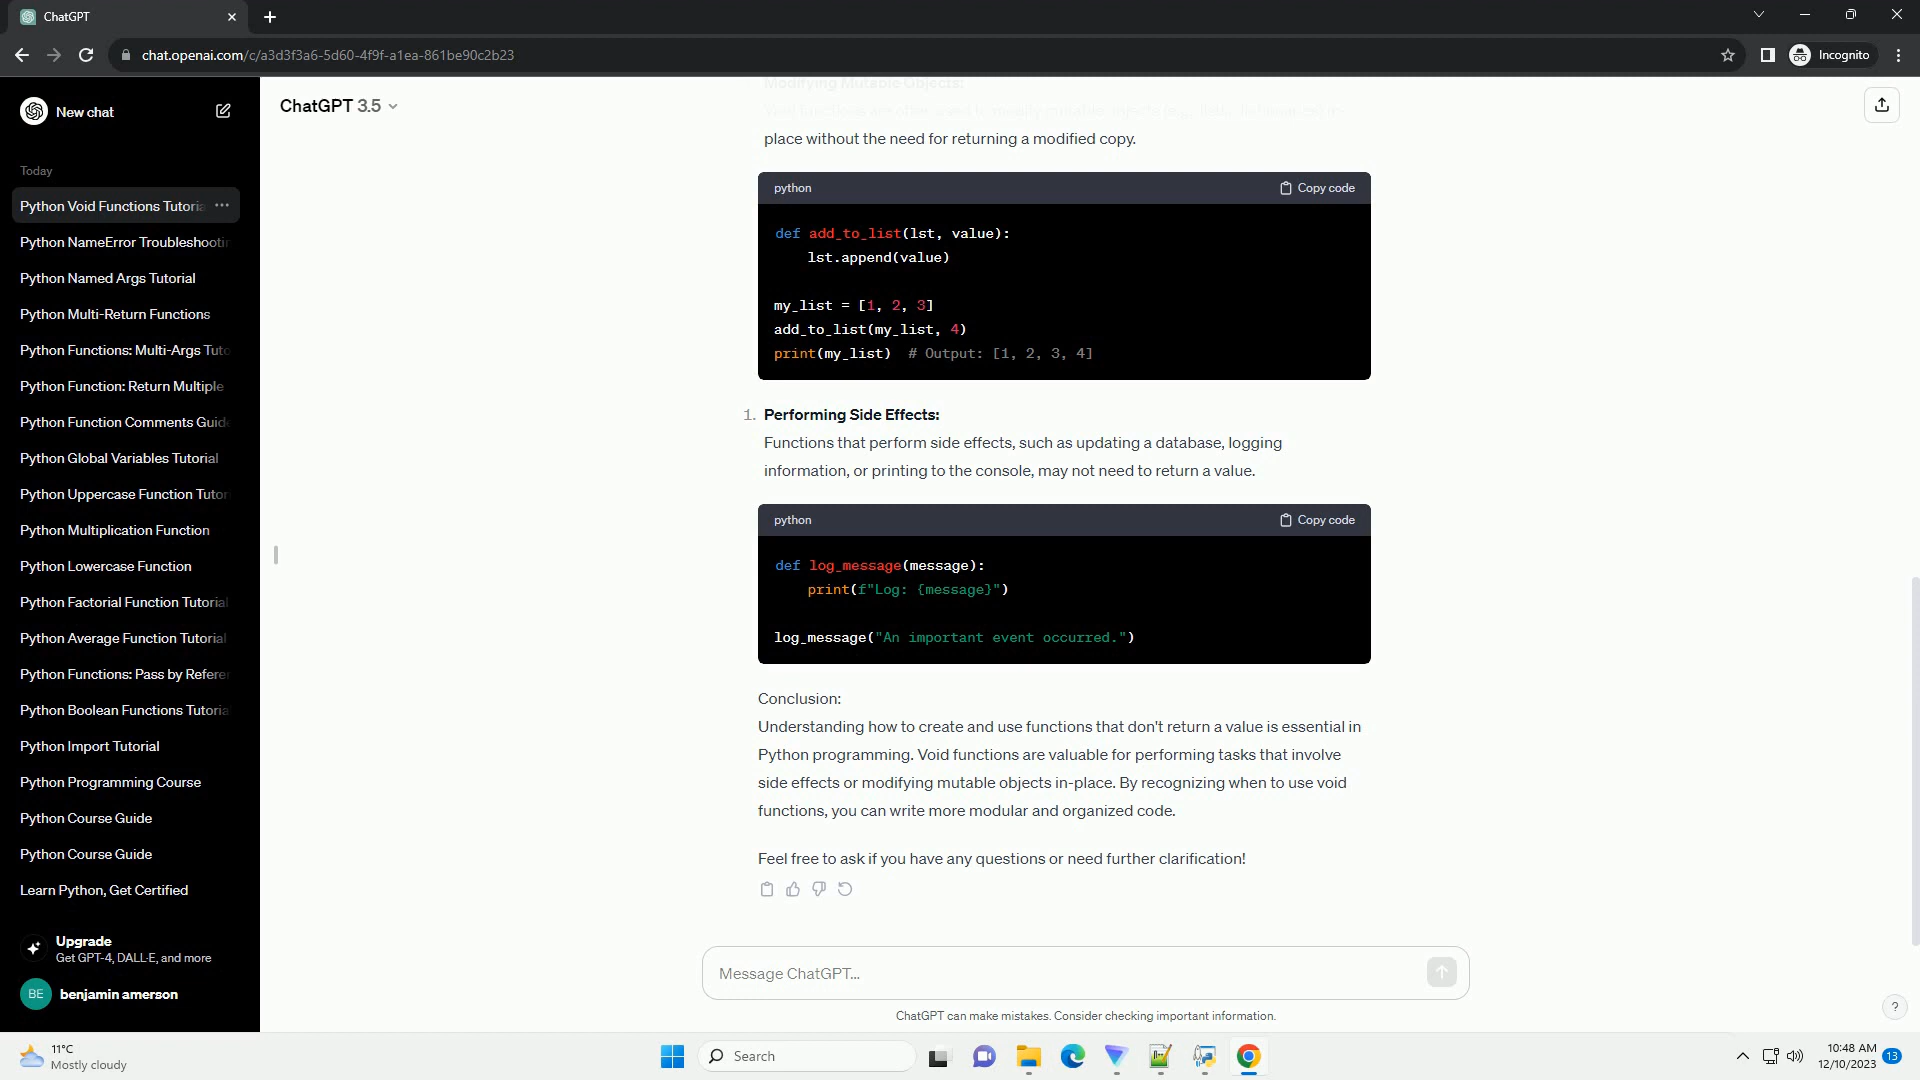 ChatGPT
chat.openai.com/c/a3d3f3a6-5d60-4f9f-a1ea-861be90c2b23
Incognito
New chat
Today
Python Void Functions Tutoria
Python NameError Troubleshootin
Python Named Args Tutorial
Python Multi-Return Functions
Python Functions: Multi-Args Tuto
Python Function: Return Multiple
Python Function Comments Guide
Python Global Variables Tutorial
Python Uppercase Function Tutor
Python Multiplication Function
Python Lowercase Function
Python Factorial Function Tutorial
Python Average Function Tutorial
Python Functions: Pass by Referen
Python Boolean Functions Tutoria
Python Import Tutorial
Python Programming Course
Python Course Guide
Python Course Guide
Learn Python, Get Certified
Upgrade
Get GPT-4, DALL·E, and more
BE
benjamin amerson
ChatGPT 3.5
Modifying Mutable Objects:
place without the need for returning a modified copy.
python
Copy code
def add_to_list(lst, value):
lst.append(value)
my_list = [1, 2, 3]
add_to_list(my_list, 4)
print(my_list)  # Output: [1, 2, 3, 4]
1. Performing Side Effects:
Functions that perform side effects, such as updating a database, logging
information, or printing to the console, may not need to return a value.
python
Copy code
def log_message(message):
print(f"Log: {message}")
log_message("An important event occurred.")
Conclusion:
Understanding how to create and use functions that don't return a value is essential in
Python programming. Void functions are valuable for performing tasks that involve
side effects or modifying mutable objects in-place. By recognizing when to use void
functions, you can write more modular and organized code.
Feel free to ask if you have any questions or need further clarification!
Message ChatGPT...
ChatGPT can make mistakes. Consider checking important information.
?
11°C
Mostly cloudy
Search
10:48 AM
12/10/2023
13